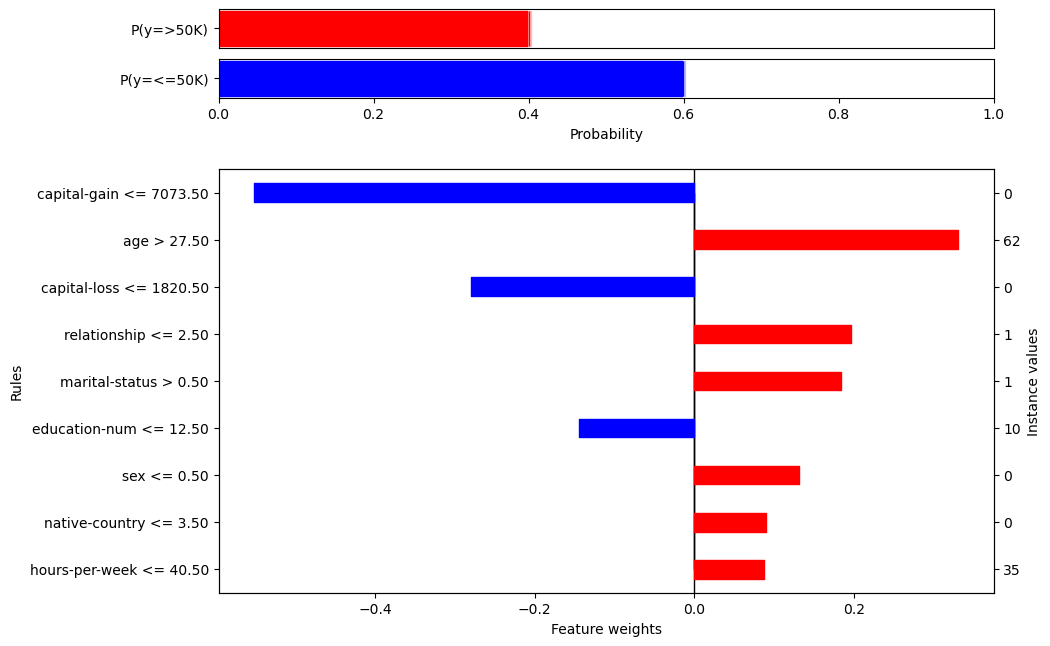 P(y=>50K)
P(y=<=50K)
0.0 0.2 0.4 0.6 0.8 1.0
Probability
capital-gain <= 7073.50 0
age > 27.50 62
capital-loss <= 1820.50 0
relationship <= 2.50 1
marital-status > 0.50 1
education-num <= 12.50 10
sex <= 0.50 0
native-country <= 3.50 0
hours-per-week <= 40.50 35
Rules
Instance values
−0.4 −0.2 0.0 0.2
Feature weights